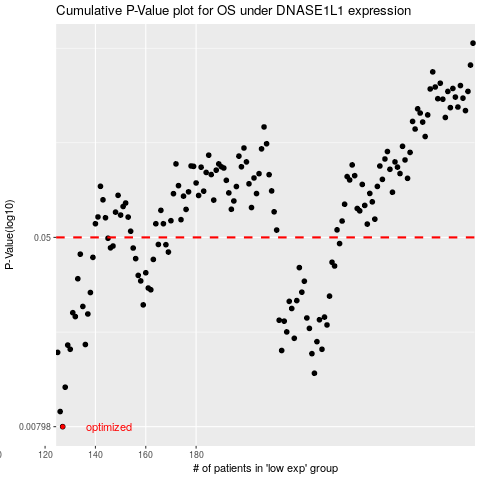 Cumulative P-Value plot for OS under DNASE1L1 expression
P-Value(log10)
0.05
0.00798
optimized
0 120 140 160 180
# of patients in 'low exp' group